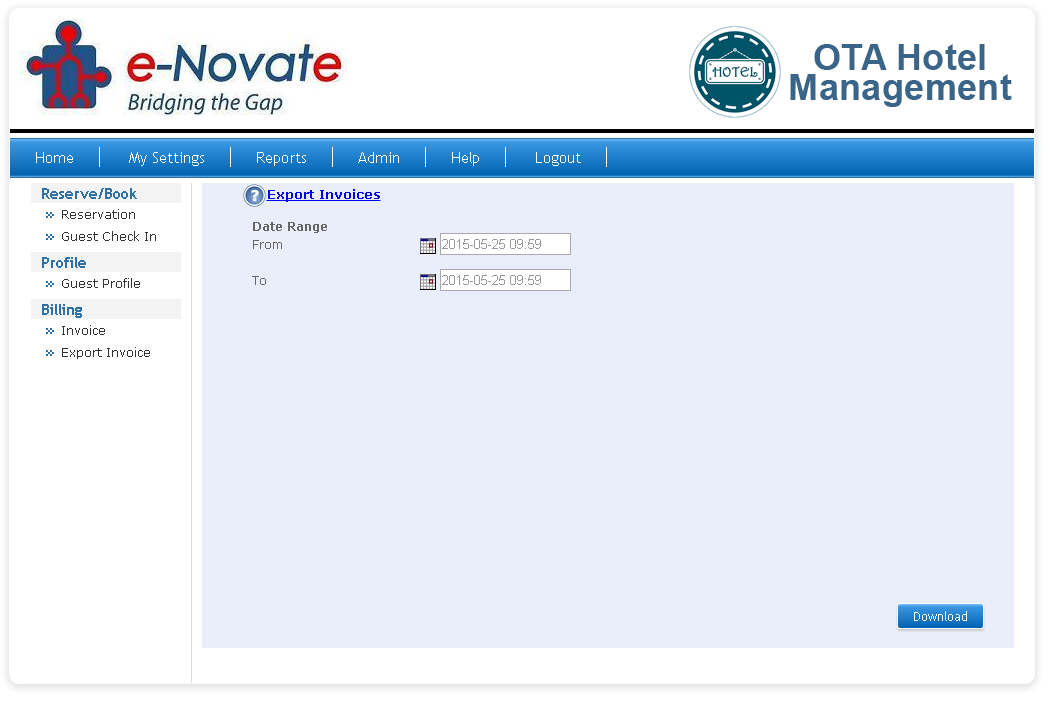 e-Novate
Bridging the Gap
HOTEL
OTA Hotel
Management
Home
My Settings
Reports
Admin
Help
Logout
Reserve/Book
Reservation
Guest Check In
Profile
Guest Profile
Billing
Invoice
Export Invoice
? Export Invoices
Date Range
From 2015-05-25 09:59
To 2015-05-25 09:59
Download